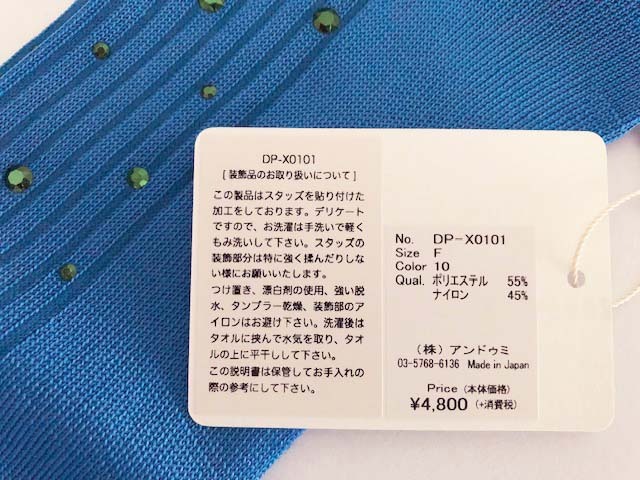 DP-X0101
[ 装飾品のお取り扱いについて ]
この製品はスタッズを貼り付けた
加工をしております。デリケート
ですので、お洗濯は手洗いで軽く
もみ洗いして下さい。スタッズの
装飾部分は特に強く揉んだりしな
い様にお願いいたします。
つけ置き、漂白剤の使用、強い脱
水、タンブラー乾燥、装飾部のア
イロンはお避け下さい。洗濯後は
タオルに挟んで水気を取り、タオ
ルの上に平干しして下さい。
この説明書は保管してお手入れの
際の参考にして下さい。
No. DP-X0101
Size F
Color 10
Qual. ポリエステル 55%
ナイロン 45%
(株) アンドゥミ
03-5768-6136 Made in Japan
Price (本体価格)
¥4,800 (+消費税)